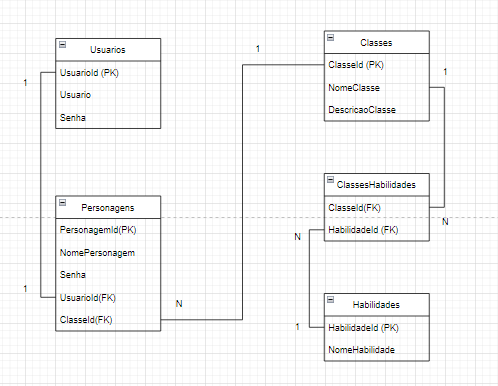 Usuarios
UsuarioId (PK)
Usuario
Senha
1
1
Personagens
PersonagemId(PK)
NomePersonagem
Senha
UsuarioId(FK)
ClasseId(FK)
N
1
Classes
ClasseId (PK)
NomeClasse
DescricaoClasse
1
ClassesHabilidades
ClasseId(FK)
HabilidadeId (FK)
N
N
1
Habilidades
HabilidadeId (PK)
NomeHabilidade